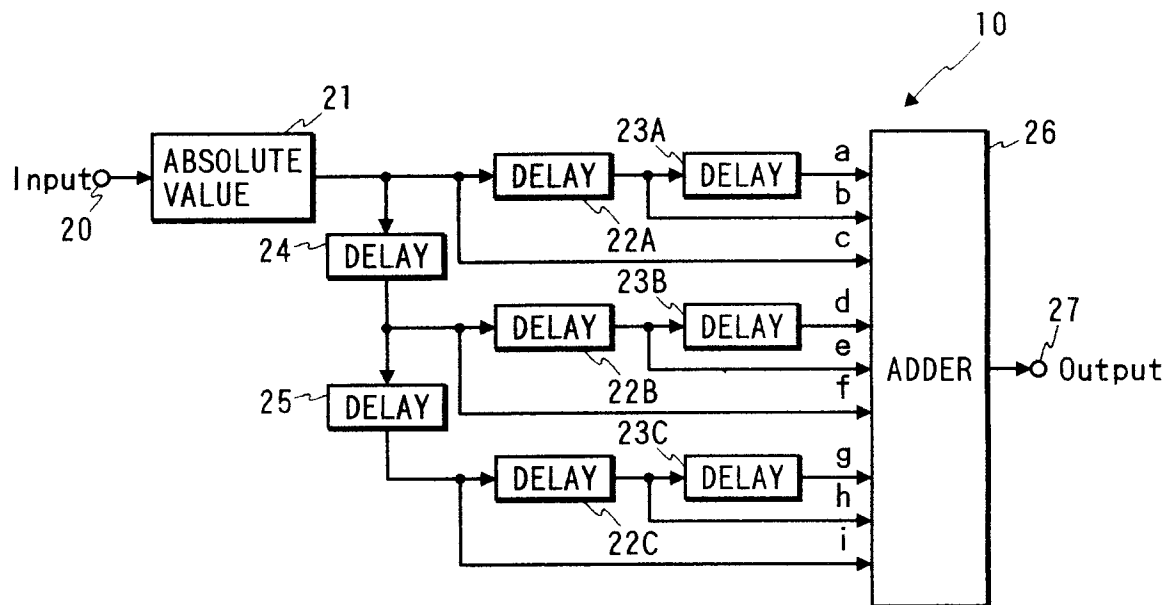 10
21
23A
26
Input
ABSOLUTE
VALUE
DELAY
DELAY
a
b
20
22A
c
24
DELAY
23B
DELAY
DELAY
d
27
e
ADDER
Output
25
DELAY
22B
f
23C
DELAY
DELAY
g
h
22C
i